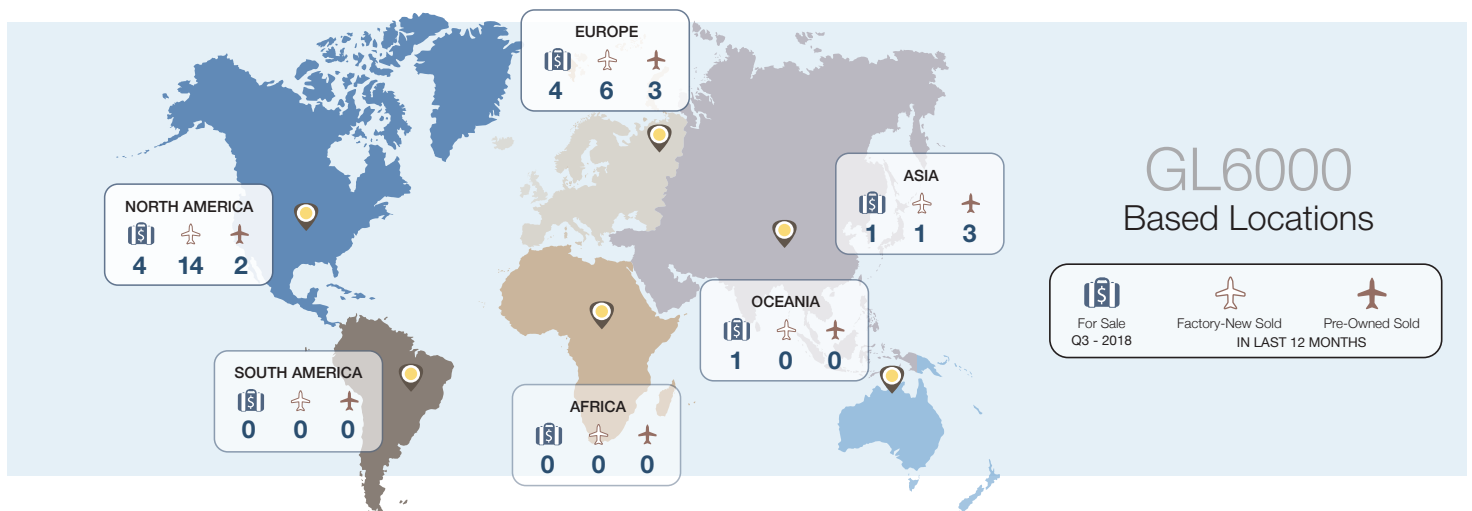 EUROPE
4 6 3
NORTH AMERICA
4 14 2
ASIA
1 1 3
OCEANIA
1 0 0
SOUTH AMERICA
0 0 0
AFRICA
0 0 0
GL6000
Based Locations
For Sale Factory-New Sold Pre-Owned Sold
Q3 - 2018 IN LAST 12 MONTHS